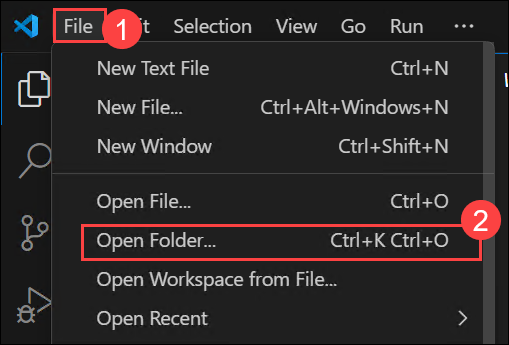 File 1 it Selection View Go Run ...
New Text File Ctrl+N
New File... Ctrl+Alt+Windows+N
New Window Ctrl+Shift+N
Open File... Ctrl+O
2
Open Folder... Ctrl+K Ctrl+O
Open Workspace from File...
Open Recent